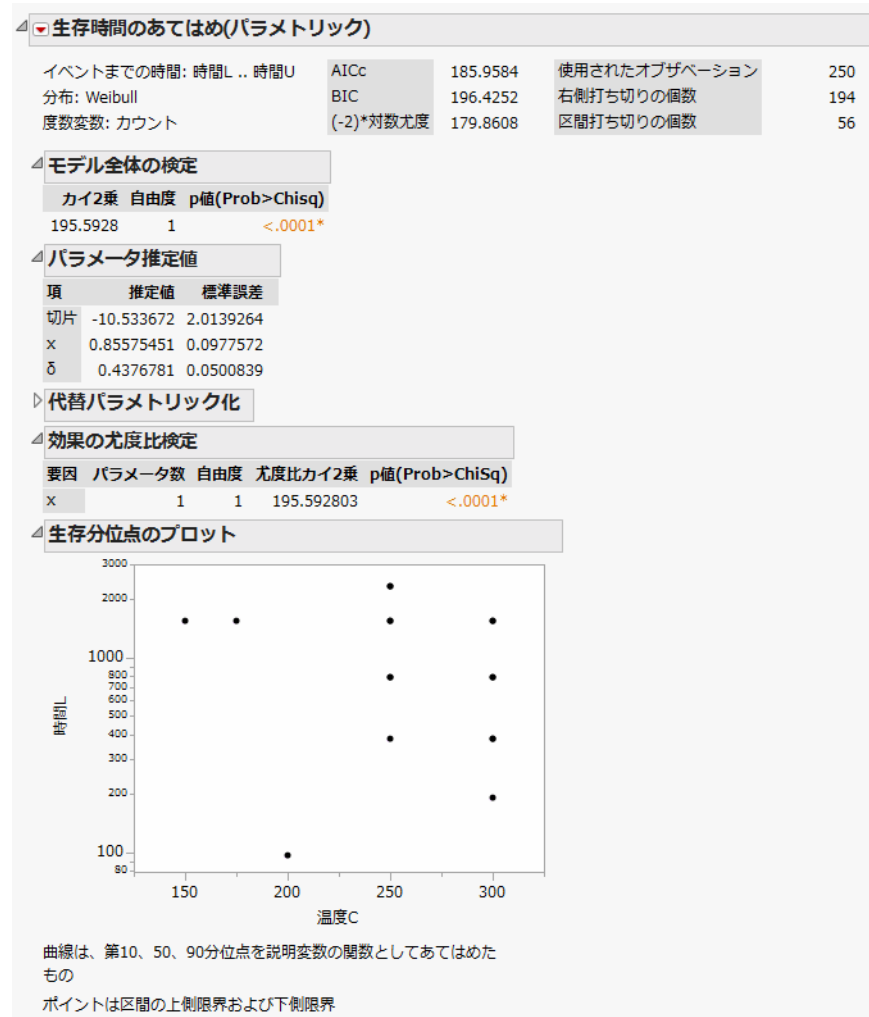 生存時間のあてはめ(パラメトリック)
イベントまでの時間: 時間L .. 時間U AICc 185.9584 使用されたオブザベーション 250
分布: Weibull BIC 196.4252 右側打ち切りの個数 194
度数変数: カウント (-2)*対数尤度 179.8608 区間打ち切りの個数 56
モデル全体の検定
カイ2乗 自由度 p値(Prob>Chisq)
195.5928 1 <.0001*
パラメータ推定値
項 推定値 標準誤差
切片 -10.533672 2.0139264
x 0.85575451 0.0977572
δ 0.4376781 0.0500839
代替パラメトリック化
効果の尤度比検定
要因 パラメータ数 自由度 尤度比カイ2乗 p値(Prob>ChiSq)
x 1 1 195.592803 <.0001*
生存分位点のプロット
3000
2000
1000
800
700
600
500
400
300
200
100
80
時間L
150 200 250 300
温度C
曲線は、第10、50、90分位点を説明変数の関数としてあてはめた
もの
ポイントは区間の上側限界および下側限界